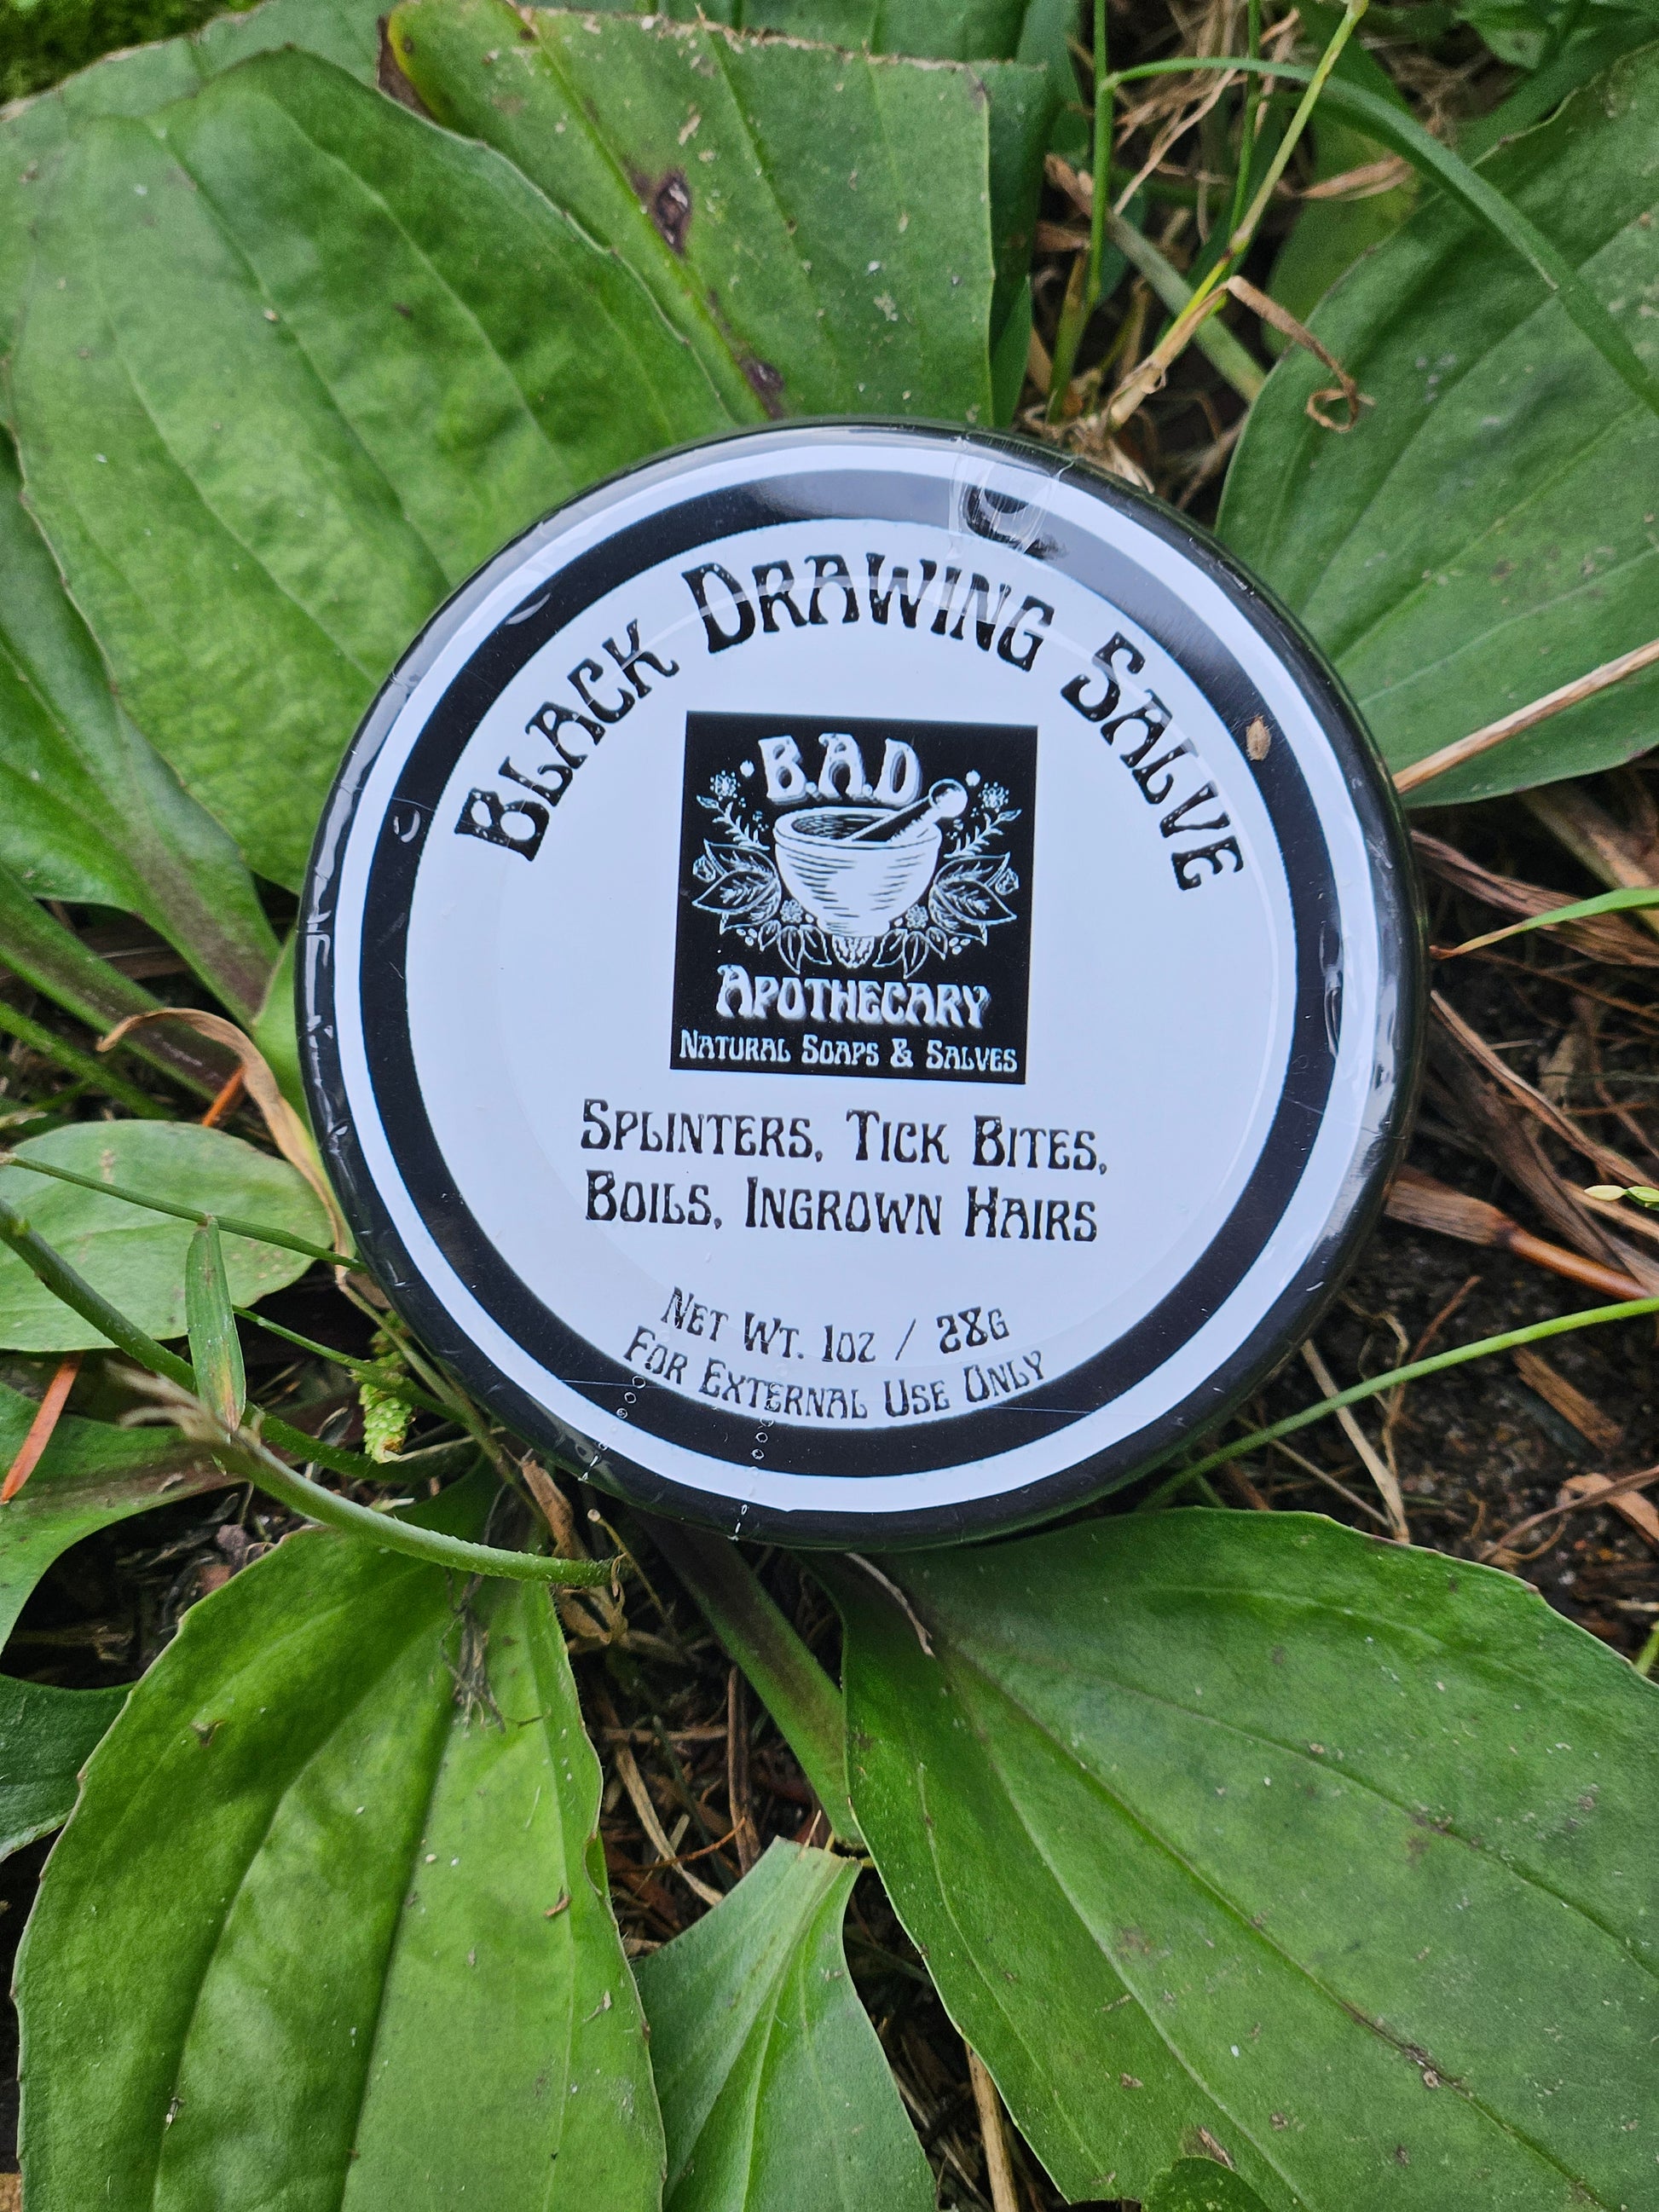 Black Drawing Salve
B.A.D
Apothecary
Natural Soaps & Salves
Splinters, Tick Bites,
Boils, Ingrown Hairs
Net Wt. 1oz / 28g
For External Use Only